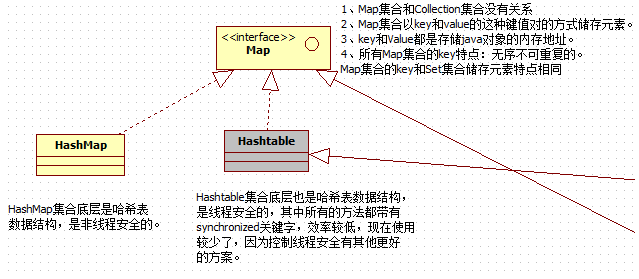 1、Map集合和Collection集合没有关系
2、Map集合以key和value的这种键值对的方式储存元素。
3、key和Value都是存储java对象的内存地址。
4、所有Map集合的key特点：无序不可重复的。
Map集合的key和Set集合储存元素特点相同
<<interface>>
Map
HashMap
Hashtable
HashMap集合底层是哈希表
数据结构，是非线程安全的。
Hashtable集合底层也是哈希表数据结构，
是线程安全的，其中所有的方法都带有
synchronized关键字，效率较低，现在使用
较少了，因为控制线程安全有其他更好
的方案。